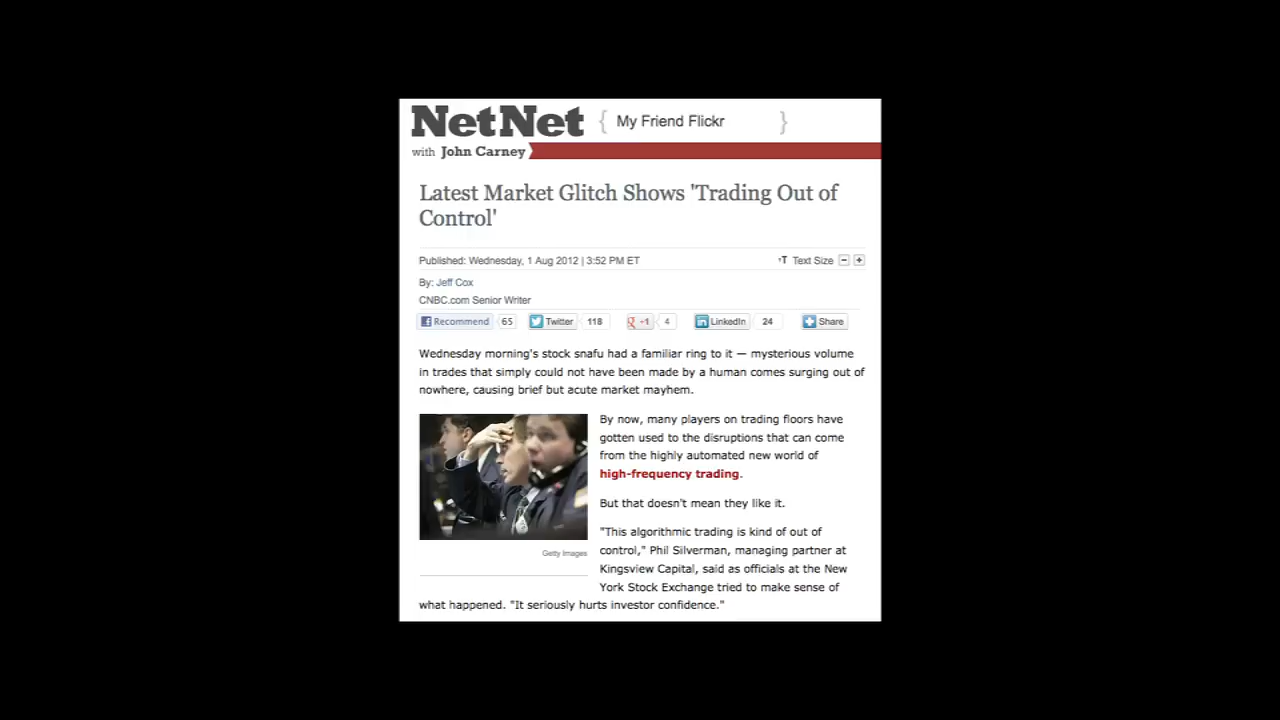 NetNet { My Friend Flickr }
with John Carney
Latest Market Glitch Shows 'Trading Out of
Control'
Published: Wednesday, 1 Aug 2012 | 3:52 PM ET
TT Text Size − +
By: Jeff Cox
CNBC.com Senior Writer
Recommend 65 Twitter 118 +1 4 LinkedIn 24 Share
Wednesday morning's stock snafu had a familiar ring to it — mysterious volume
in trades that simply could not have been made by a human comes surging out of
nowhere, causing brief but acute market mayhem.
By now, many players on trading floors have
gotten used to the disruptions that can come
from the highly automated new world of
high-frequency trading.
But that doesn't mean they like it.
"This algorithmic trading is kind of out of
control," Phil Silverman, managing partner at
Kingsview Capital, said as officials at the New
York Stock Exchange tried to make sense of
what happened. "It seriously hurts investor confidence."
Getty Images